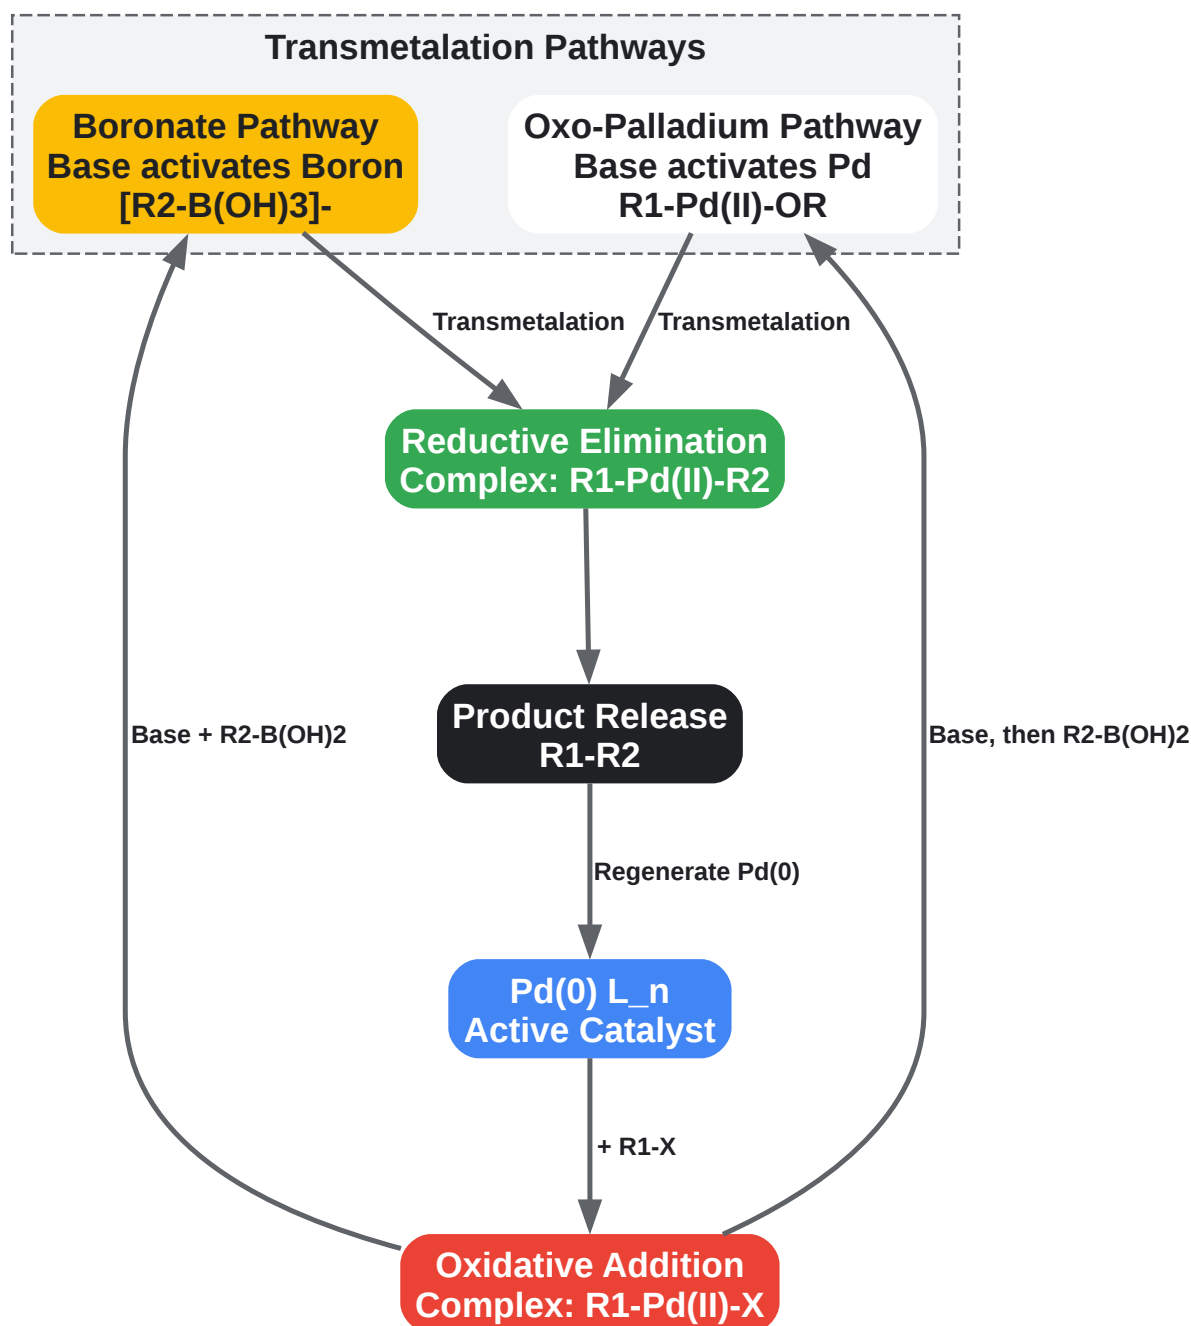 Transmetalation Pathways
Boronate Pathway
Base activates Boron
[R2-B(OH)3]-
Oxo-Palladium Pathway
Base activates Pd
R1-Pd(II)-OR
Transmetalation
Transmetalation
Reductive Elimination
Complex: R1-Pd(II)-R2
Product Release
R1-R2
Base + R2-B(OH)2
Base, then R2-B(OH)2
Regenerate Pd(0)
Pd(0) L_n
Active Catalyst
+ R1-X
Oxidative Addition
Complex: R1-Pd(II)-X